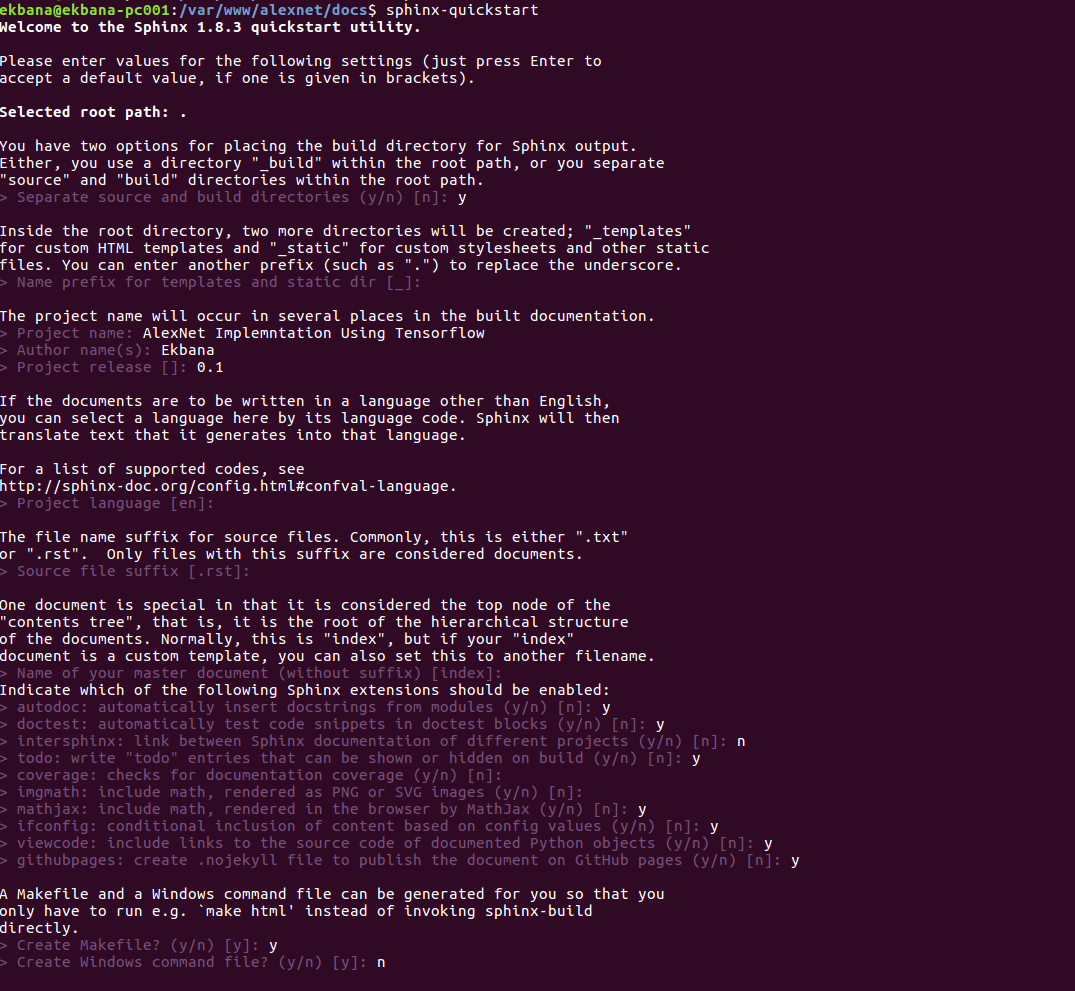 ekbana@ekbana-pc001:/var/www/alexnet/docs$ sphinx-quickstart
Welcome to the Sphinx 1.8.3 quickstart utility.
Please enter values for the following settings (just press Enter to
accept a default value, if one is given in brackets).
Selected root path: .
You have two options for placing the build directory for Sphinx output.
Either, you use a directory "_build" within the root path, or you separate
"source" and "build" directories within the root path.
> Separate source and build directories (y/n) [n]: y
Inside the root directory, two more directories will be created; "_templates"
for custom HTML templates and "_static" for custom stylesheets and other static
files. You can enter another prefix (such as ".") to replace the underscore.
> Name prefix for templates and static dir [_]:
The project name will occur in several places in the built documentation.
> Project name: AlexNet Implemntation Using Tensorflow
> Author name(s): Ekbana
> Project release []: 0.1
If the documents are to be written in a language other than English,
you can select a language here by its language code. Sphinx will then
translate text that it generates into that language.
For a list of supported codes, see
http://sphinx-doc.org/config.html#confval-language.
> Project language [en]:
The file name suffix for source files. Commonly, this is either ".txt"
or ".rst".  Only files with this suffix are considered documents.
> Source file suffix [.rst]:
One document is special in that it is considered the top node of the
"contents tree", that is, it is the root of the hierarchical structure
of the documents. Normally, this is "index", but if your "index"
document is a custom template, you can also set this to another filename.
> Name of your master document (without suffix) [index]:
Indicate which of the following Sphinx extensions should be enabled:
> autodoc: automatically insert docstrings from modules (y/n) [n]: y
> doctest: automatically test code snippets in doctest blocks (y/n) [n]: y
> intersphinx: link between Sphinx documentation of different projects (y/n) [n]: n
> todo: write "todo" entries that can be shown or hidden on build (y/n) [n]: y
> coverage: checks for documentation coverage (y/n) [n]:
> imgmath: include math, rendered as PNG or SVG images (y/n) [n]:
> mathjax: include math, rendered in the browser by MathJax (y/n) [n]: y
> ifconfig: conditional inclusion of content based on config values (y/n) [n]: y
> viewcode: include links to the source code of documented Python objects (y/n) [n]: y
> githubpages: create .nojekyll file to publish the document on GitHub pages (y/n) [n]: y
A Makefile and a Windows command file can be generated for you so that you
only have to run e.g. `make html' instead of invoking sphinx-build
directly.
> Create Makefile? (y/n) [y]: y
> Create Windows command file? (y/n) [y]: n